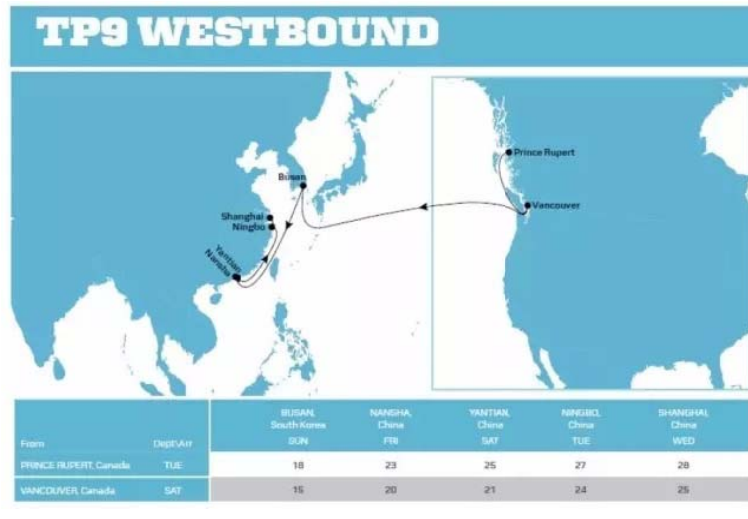 TP9 WESTBOUND
Prince Rupert
Busan
Vancouver
Shanghai
Ningbo
Yantian
Nansha
BUSAN, NANSHA, YANTIAN, NINGBO, SHANGHAI,
South Korea China China China China
From Dept\Arr SUN FRI SAT TUE WED
PRINCE RUPERT, Canada TUE 18 23 25 27 28
VANCOUVER, Canada SAT 15 20 21 24 25